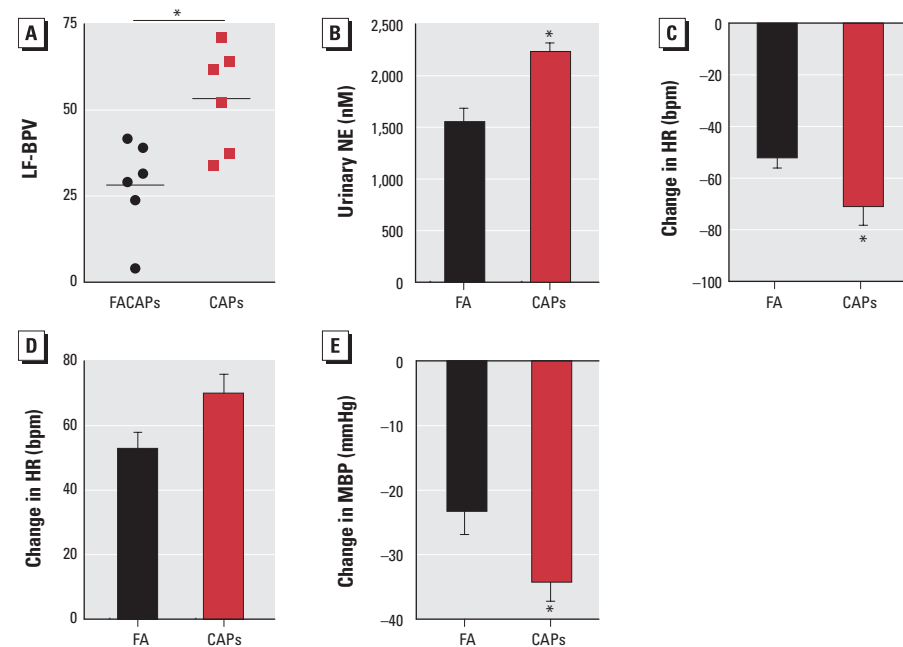 A
LF-BPV
75
50
25
0
*
FACAPs CAPs
B
Urinary NE (nM)
2,500
2,000
1,500
1,000
500
0
*
FA CAPs
C
Change in HR (bpm)
0
−20
−40
−60
−80
−100
*
FA CAPs
D
Change in HR (bpm)
80
60
40
20
0
FA CAPs
E
Change in MBP (mmHg)
0
−10
−20
−30
−40
*
FA CAPs